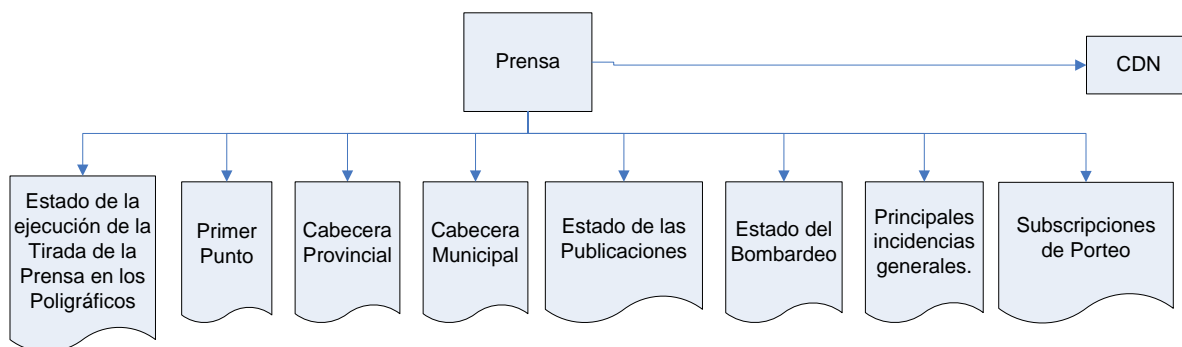 Prensa
CDN
Estado de la
ejecución de la
Tirada de la
Prensa en los
Poligráficos
Primer
Punto
Cabecera
Provincial
Cabecera
Municipal
Estado de las
Publicaciones
Estado del
Bombardeo
Principales
incidencias
generales.
Subscripciones
de Porteo